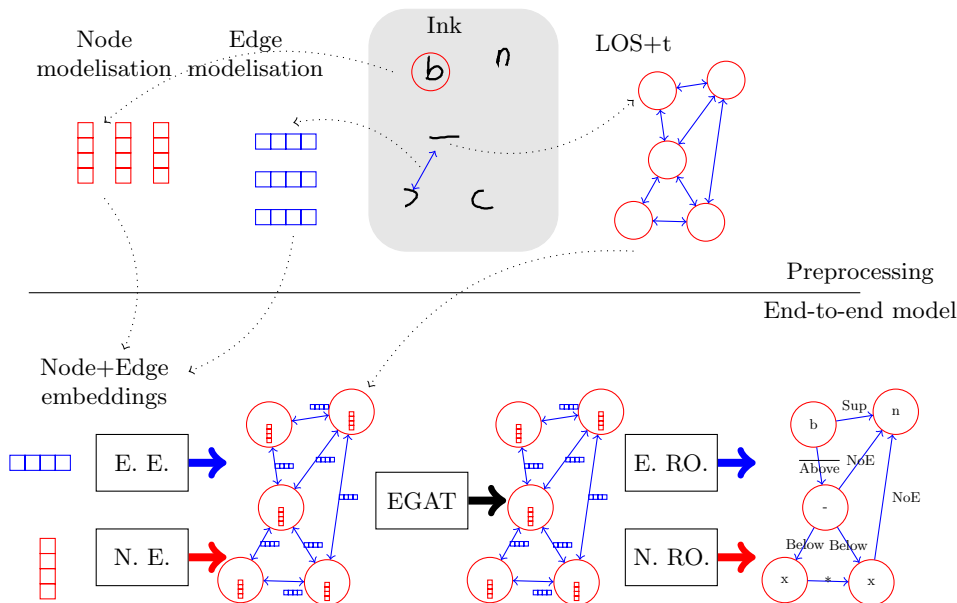 Node
modelisation
Edge
modelisation
Ink
b
n
c
LOS+t
Preprocessing
End-to-end model
Node+Edge
embeddings
E. E.
N. E.
EGAT
E. RO.
N. RO.
b
Sup
n
Above
NoE
-
NoE
Below
Below
x
*
x